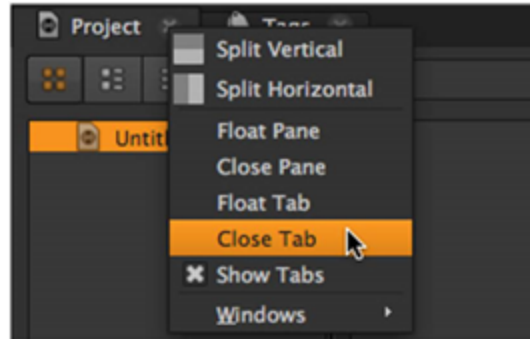 Project
Tags
Split Vertical
Split Horizontal
Float Pane
Close Pane
Float Tab
Close Tab
Show Tabs
Windows